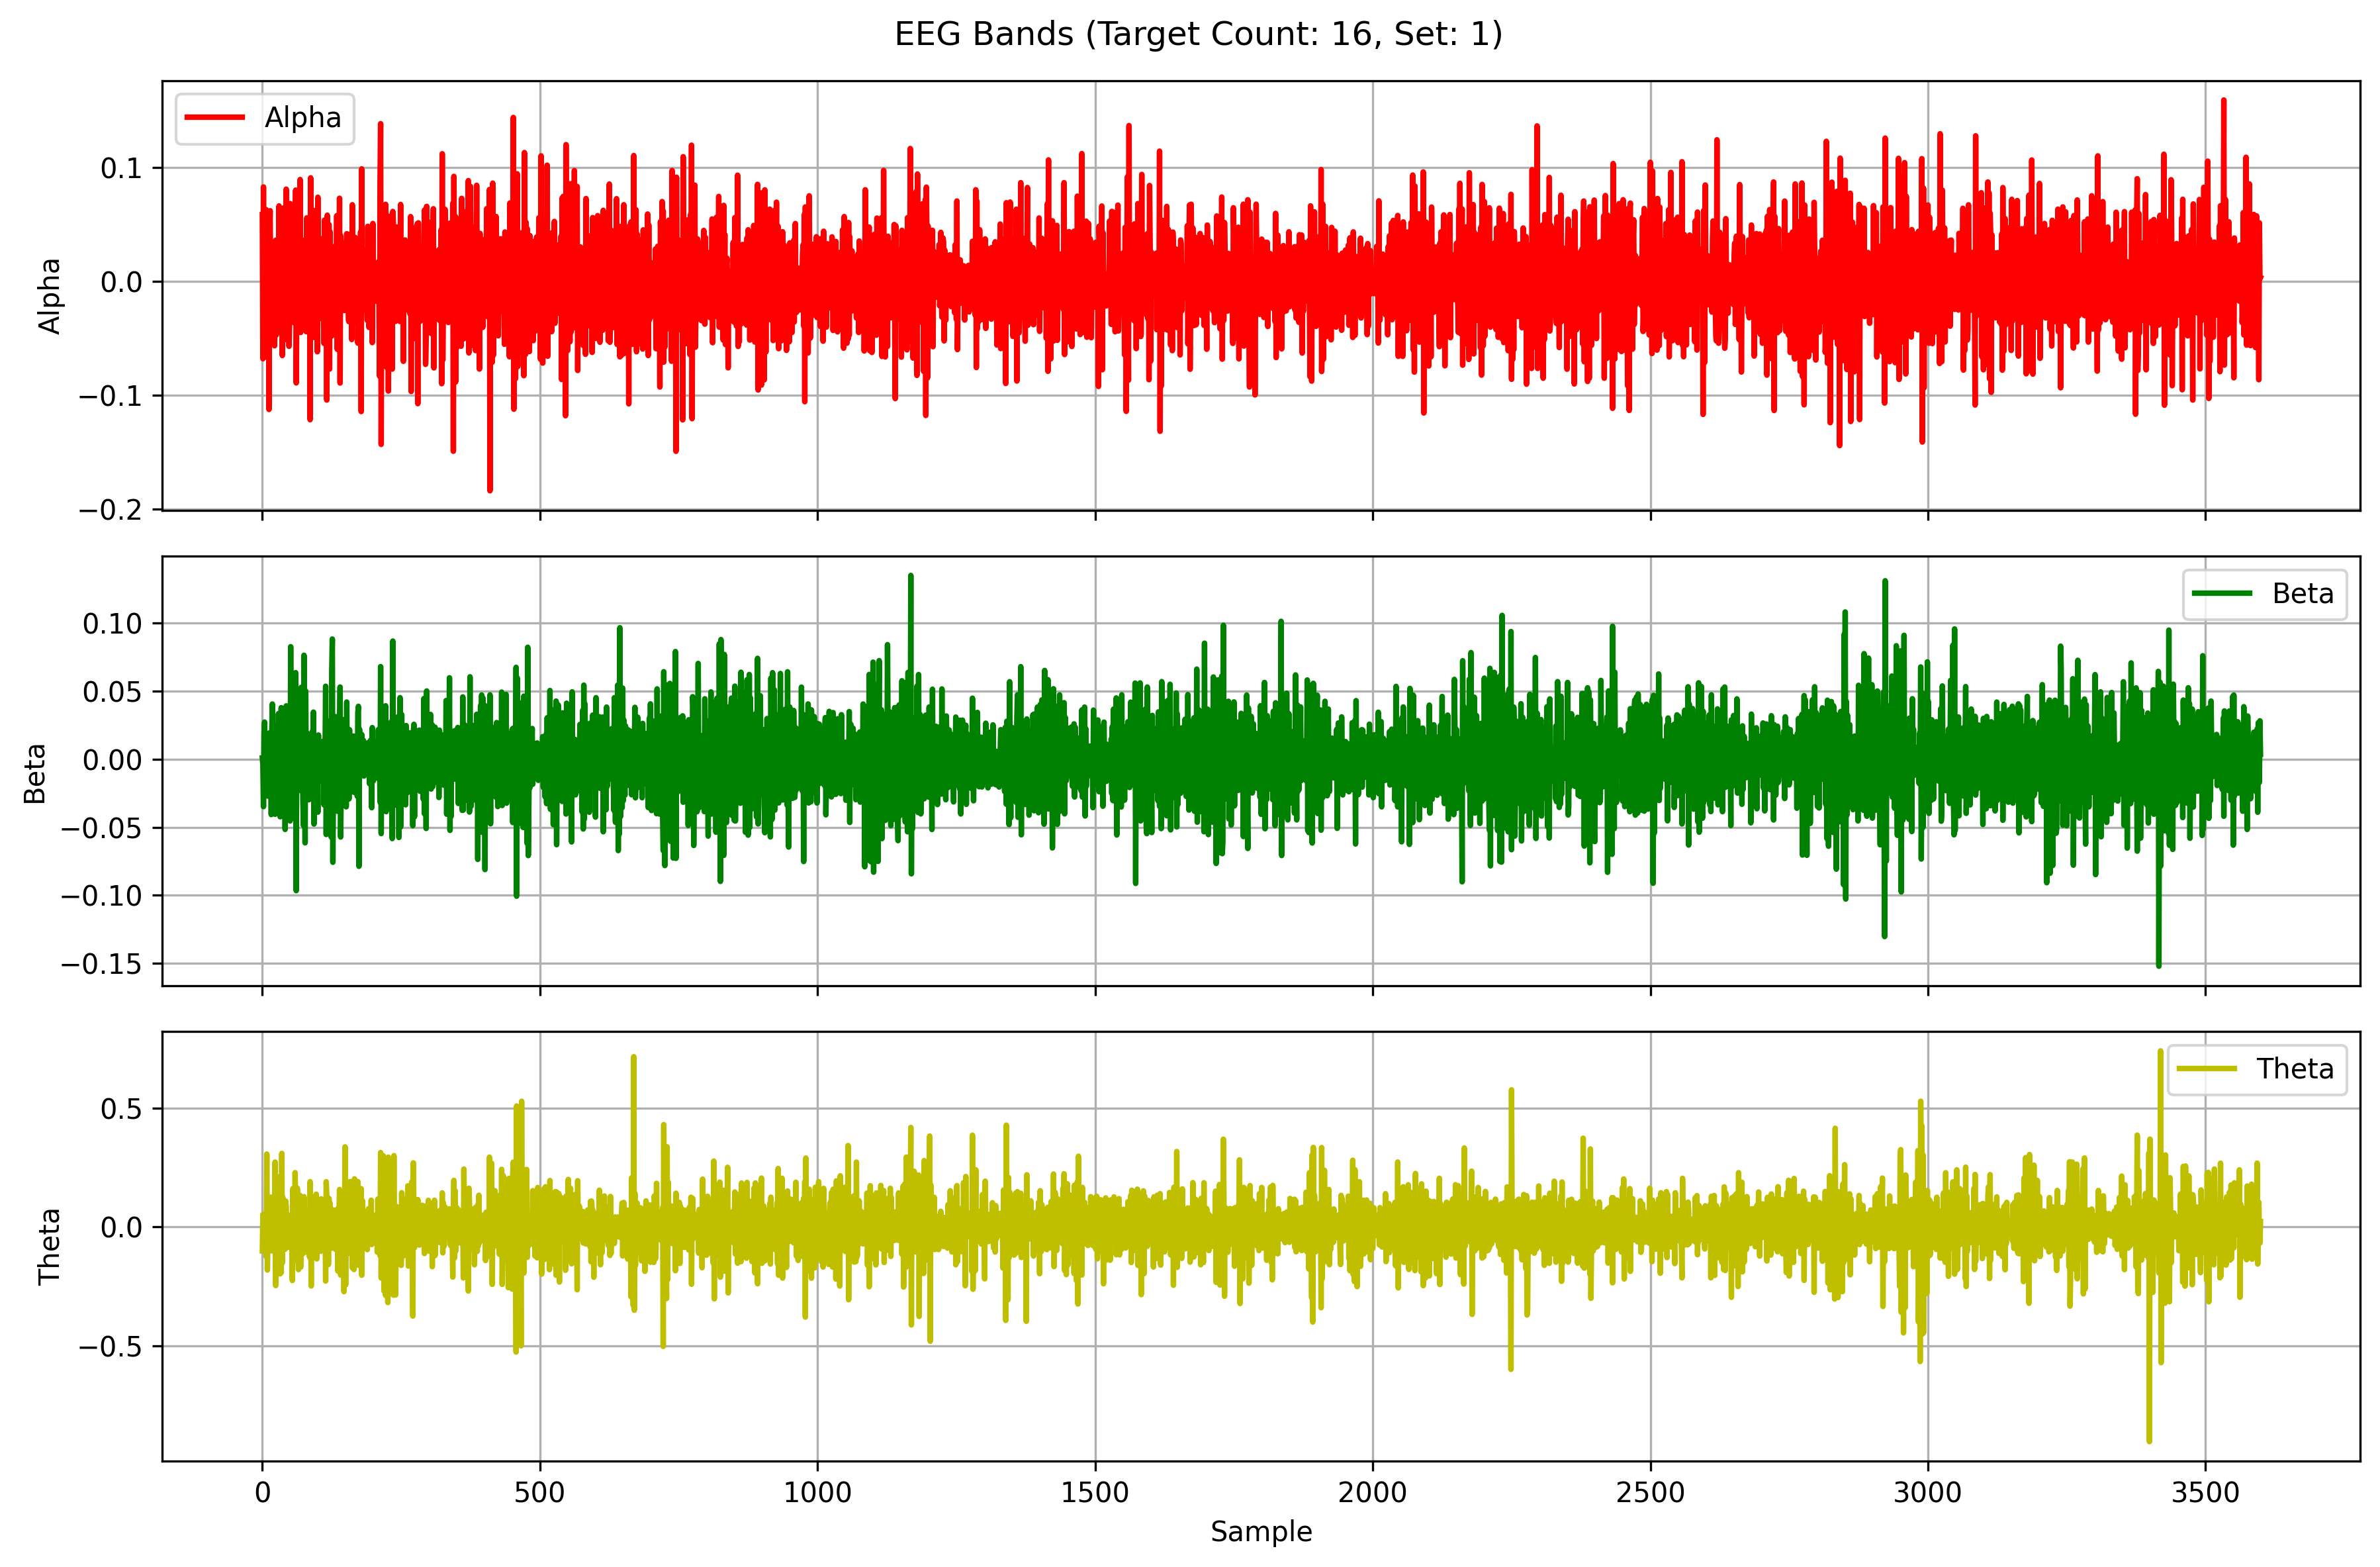 EEG Bands (Target Count: 16, Set: 1)
Alpha
0.1
0.0
−0.1
−0.2
Alpha
Beta
0.10
0.05
0.00
−0.05
−0.10
−0.15
Beta
Theta
0.5
0.0
−0.5
Theta
0 500 1000 1500 2000 2500 3000 3500
Sample